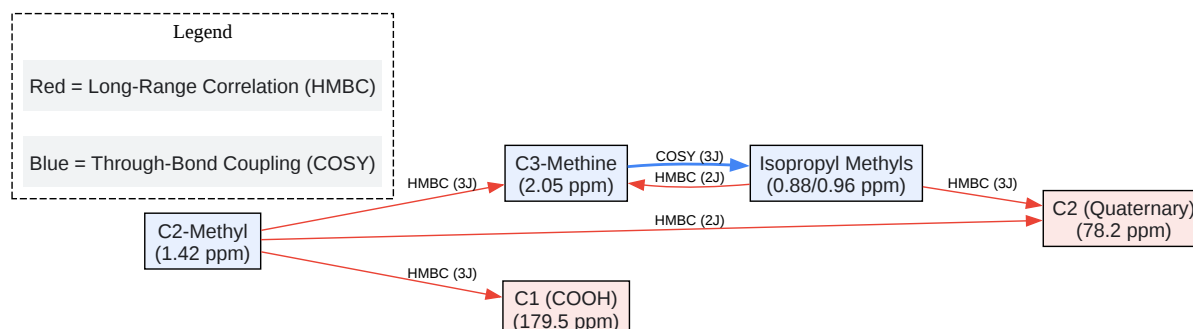 Legend
Red = Long-Range Correlation (HMBC)
Blue = Through-Bond Coupling (COSY)
C2-Methyl
(1.42 ppm)
HMBC (3J)
HMBC (2J)
HMBC (3J)
C3-Methine
(2.05 ppm)
COSY (3J)
HMBC (2J)
Isopropyl Methyls
(0.88/0.96 ppm)
HMBC (3J)
C2 (Quaternary)
(78.2 ppm)
C1 (COOH)
(179.5 ppm)